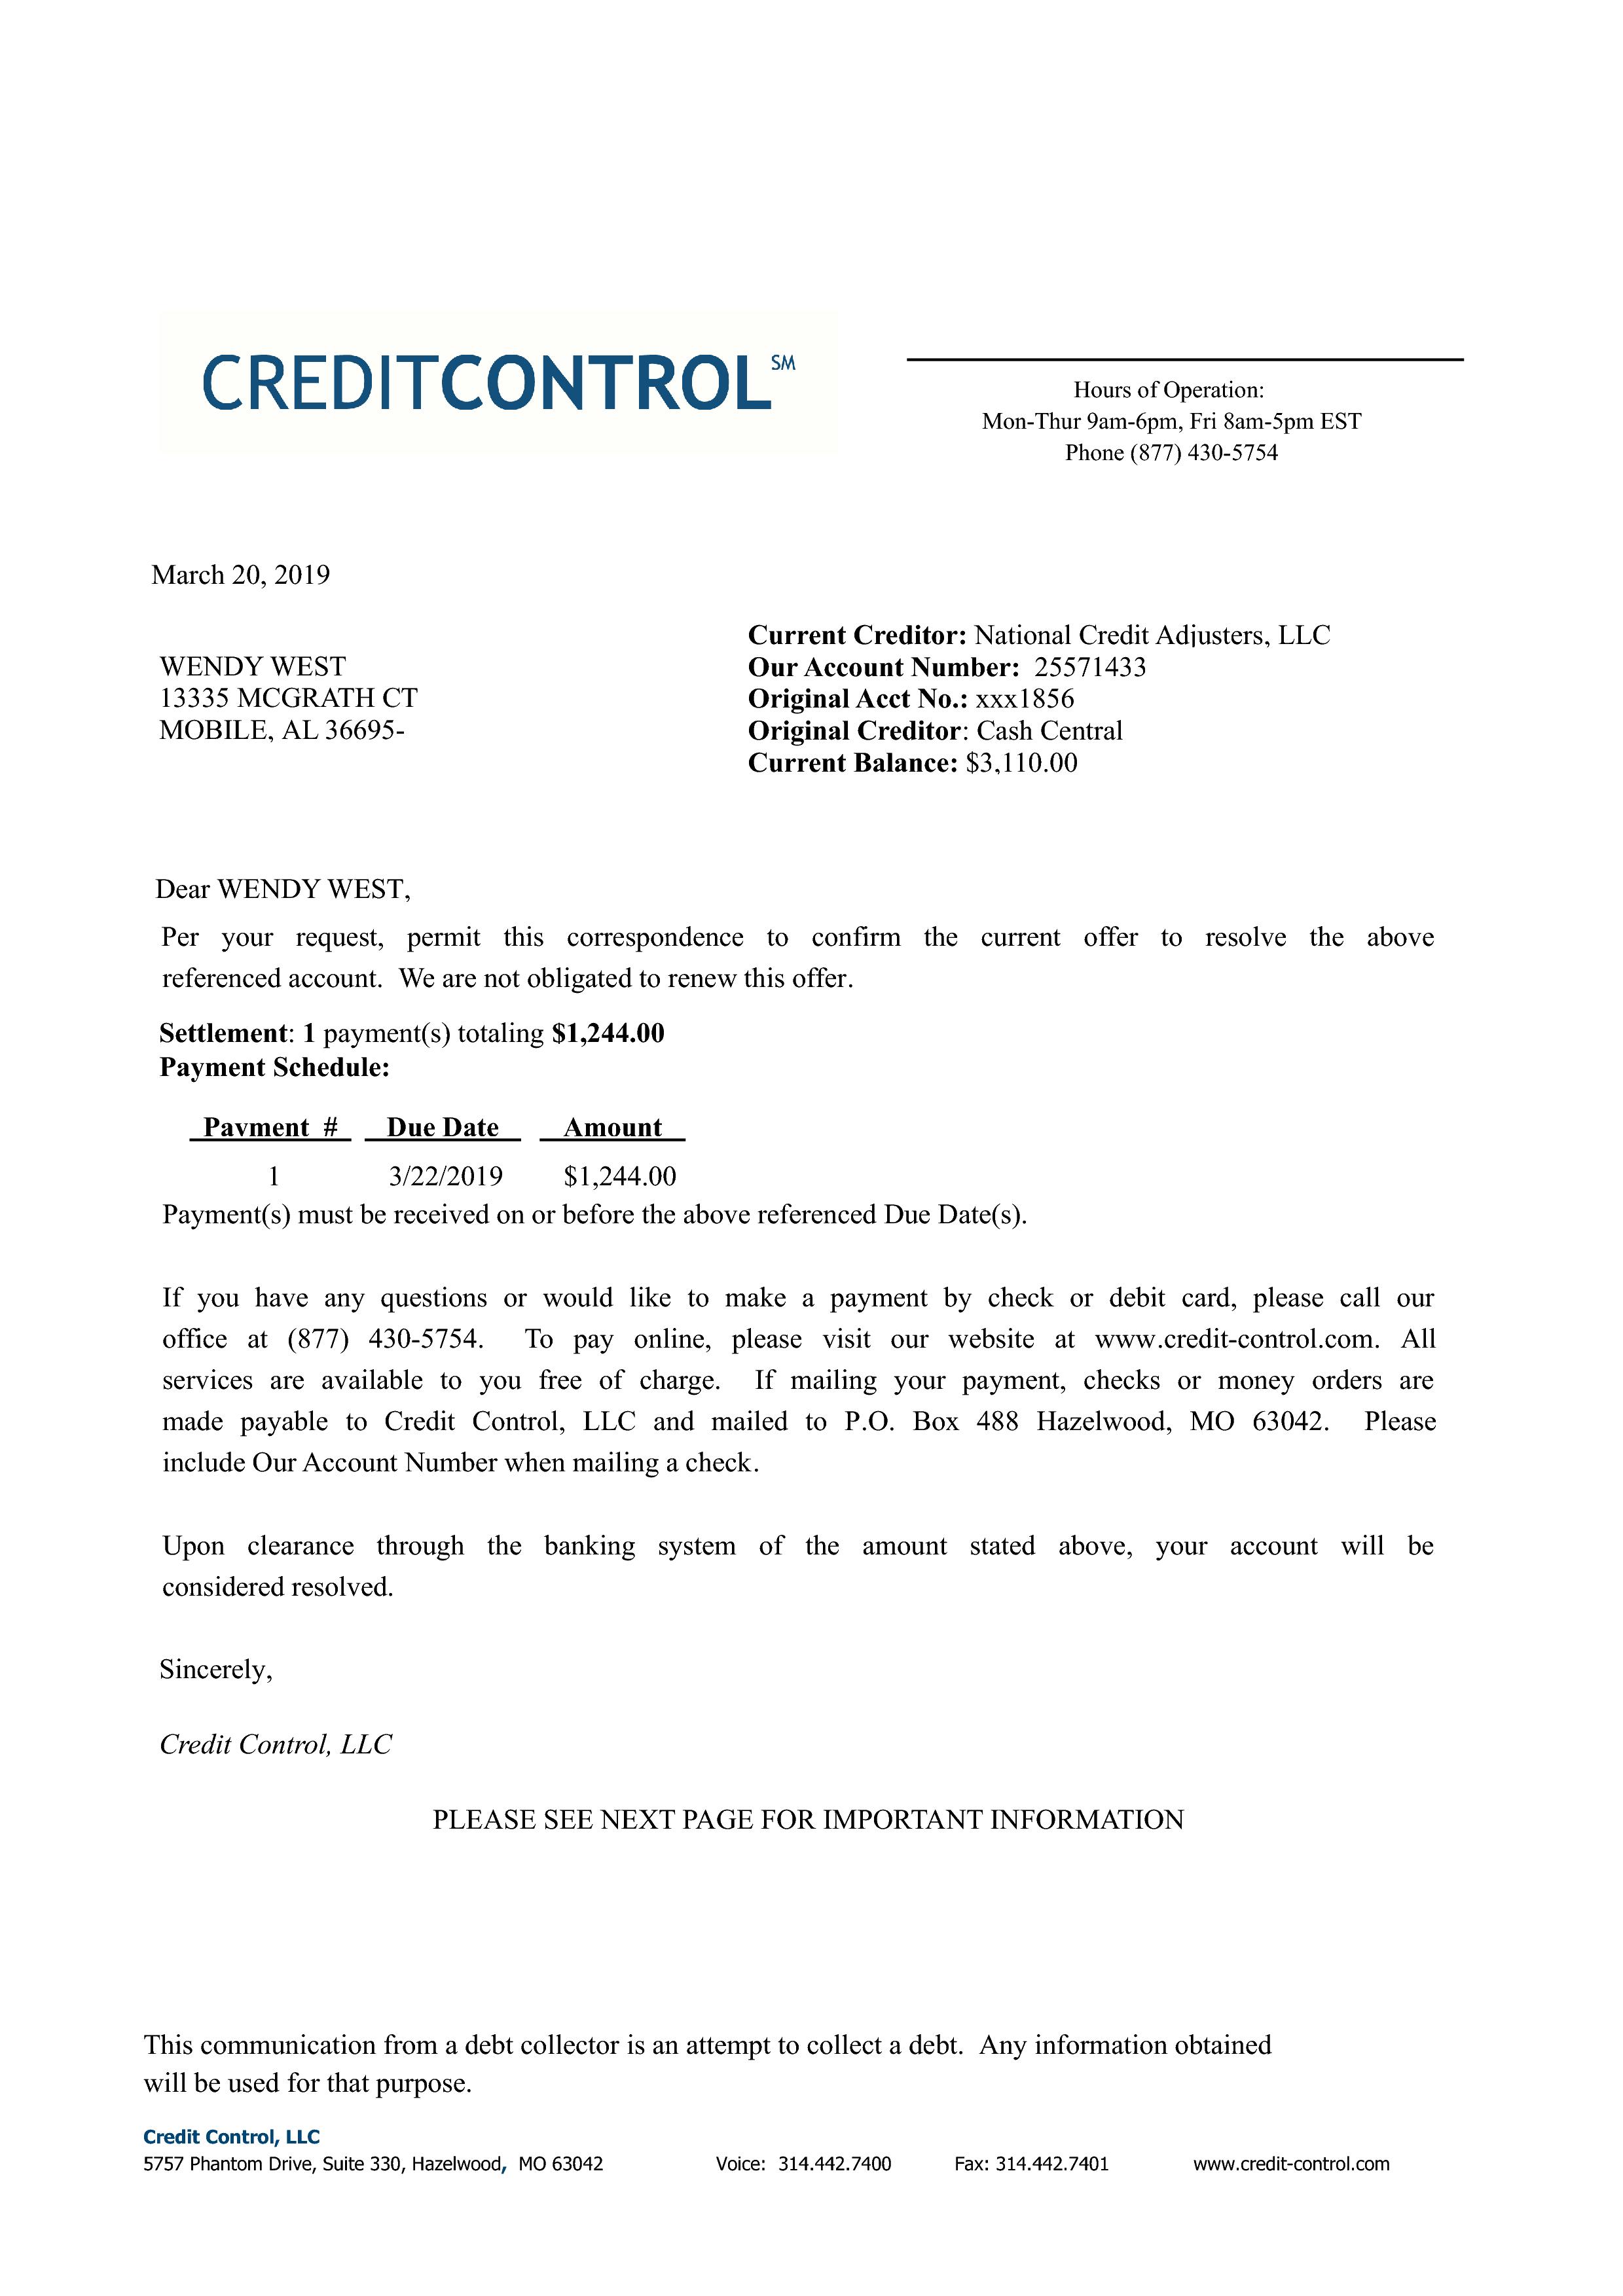 CREDITCONTROL SM
Hours of Operation:
Mon-Thur 9am-6pm, Fri 8am-5pm EST
Phone (877) 430-5754
March 20, 2019
Current Creditor: National Credit Adjusters, LLC
WENDY WEST
Our Account Number: 25571433
13335 MCGRATH CT
Original Acct No.: xxx1856
MOBILE, AL 36695-
Original Creditor: Cash Central
Current Balance: $3,110.00
Dear WENDY WEST,
Per your request, permit this correspondence to confirm the current offer to resolve the above
referenced account. We are not obligated to renew this offer.
Settlement: 1 payment(s) totaling $1,244.00
Payment Schedule:
Payment # Due Date Amount
1 3/22/2019 $1,244.00
Payment(s) must be received on or before the above referenced Due Date(s).
If you have any questions or would like to make a payment by check or debit card, please call our
office at (877) 430-5754. To pay online, please visit our website at www.credit-control.com. All
services are available to you free of charge. If mailing your payment, checks or money orders are
made payable to Credit Control, LLC and mailed to P.O. Box 488 Hazelwood, MO 63042. Please
include Our Account Number when mailing a check.
Upon clearance through the banking system of the amount stated above, your account will be
considered resolved.
Sincerely,
Credit Control, LLC
PLEASE SEE NEXT PAGE FOR IMPORTANT INFORMATION
This communication from a debt collector is an attempt to collect a debt. Any information obtained
will be used for that purpose.
Credit Control, LLC
5757 Phantom Drive, Suite 330, Hazelwood, MO 63042 Voice: 314.442.7400 Fax: 314.442.7401 www.credit-control.com